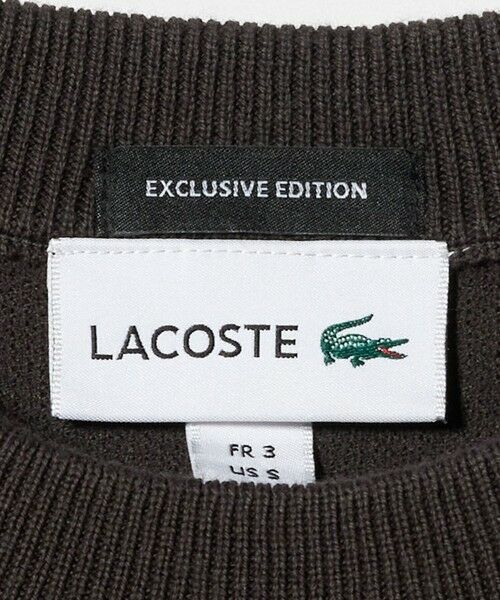 EXCLUSIVE EDITION
LACOSTE
FR 3
US S